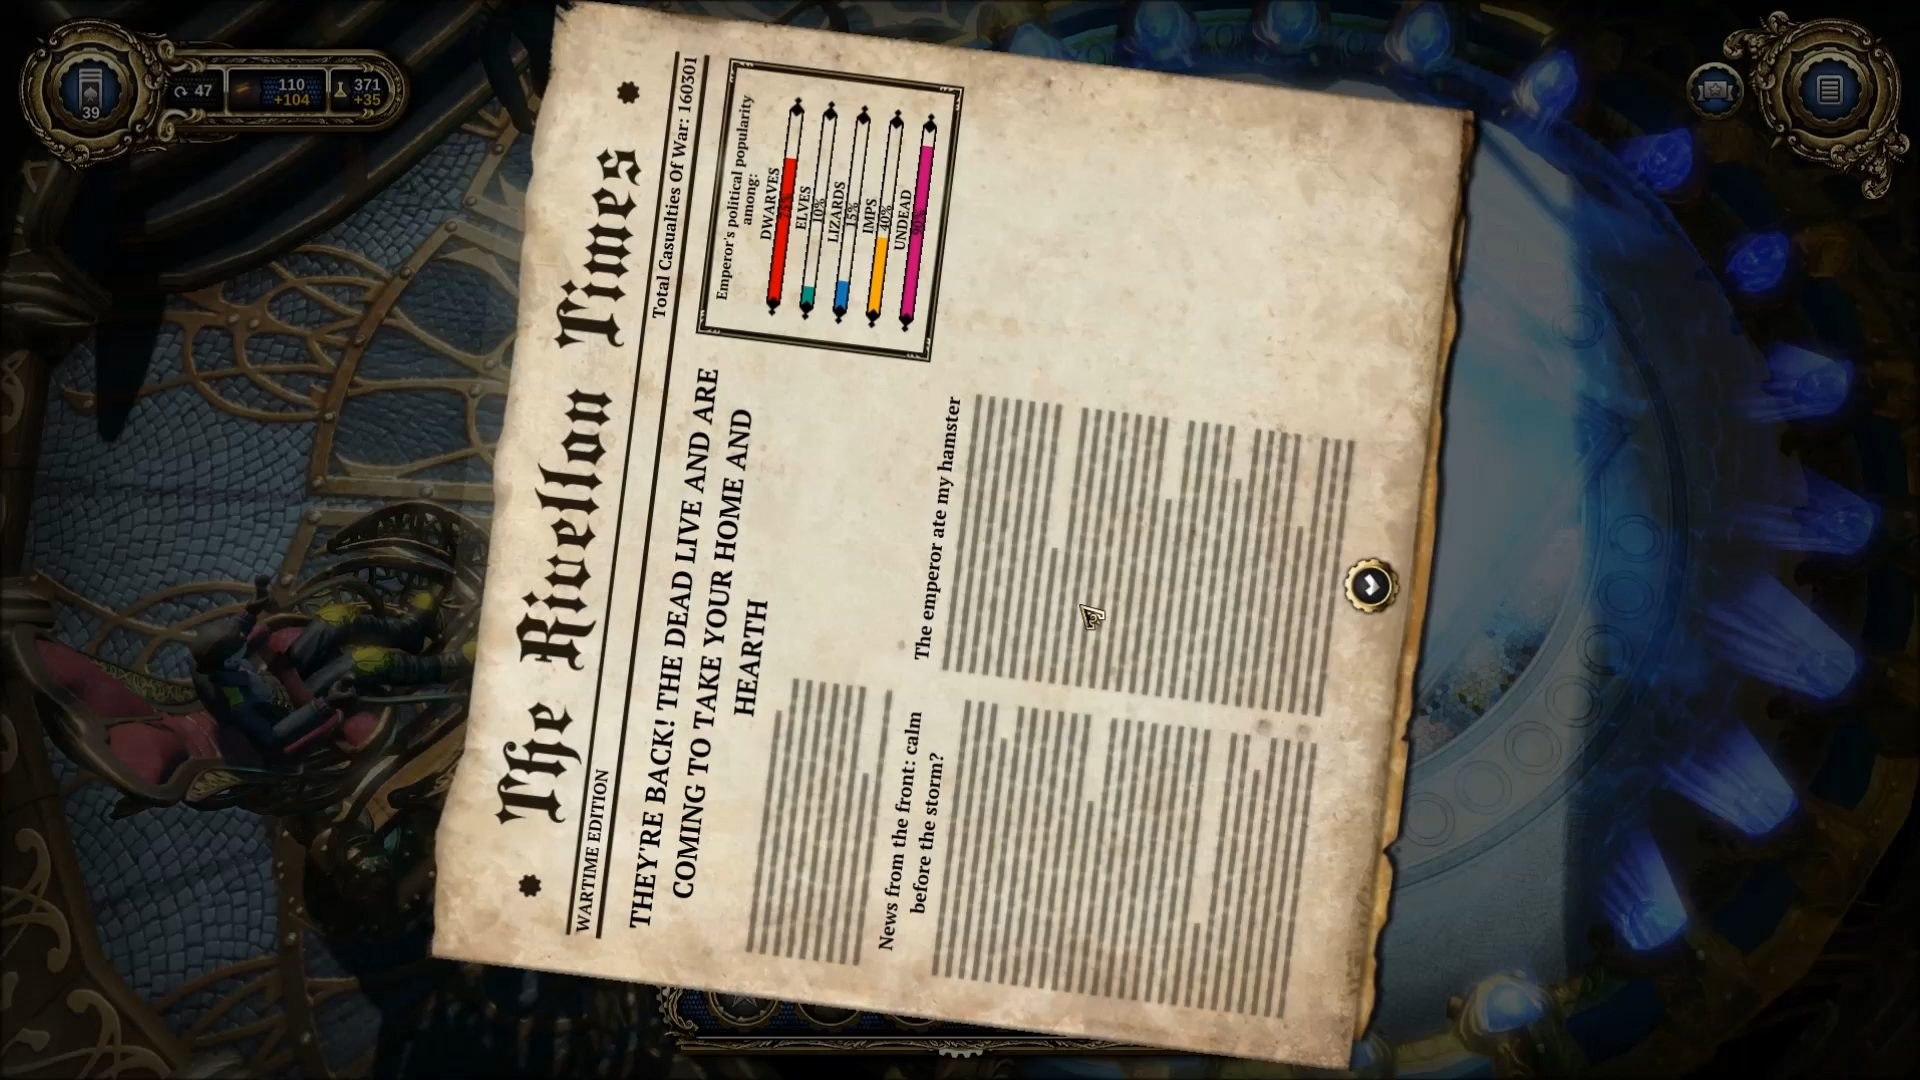 39
47
110
+104
371
+35
The Rivellon Times
WARTIME EDITION
Total Casualties Of War: 160301
THEY'RE BACK! THE DEAD LIVE AND ARE
COMING TO TAKE YOUR HOME AND
HEARTH
Emperor's political popularity
among:
DWARVES
75%
ELVES
10%
LIZARDS
15%
IMPS
40%
UNDEAD
90%
News from the front: calm
before the storm?
The emperor ate my hamster